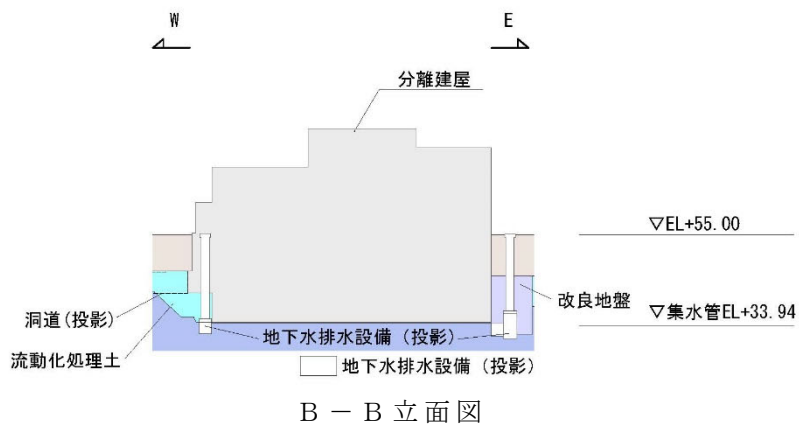 W
E
分離建屋
▽EL+55.00
改良地盤
▽集水管EL+33.94
洞道(投影)
地下水排水設備(投影)
流動化処理土
地下水排水設備(投影)
B-B立面図